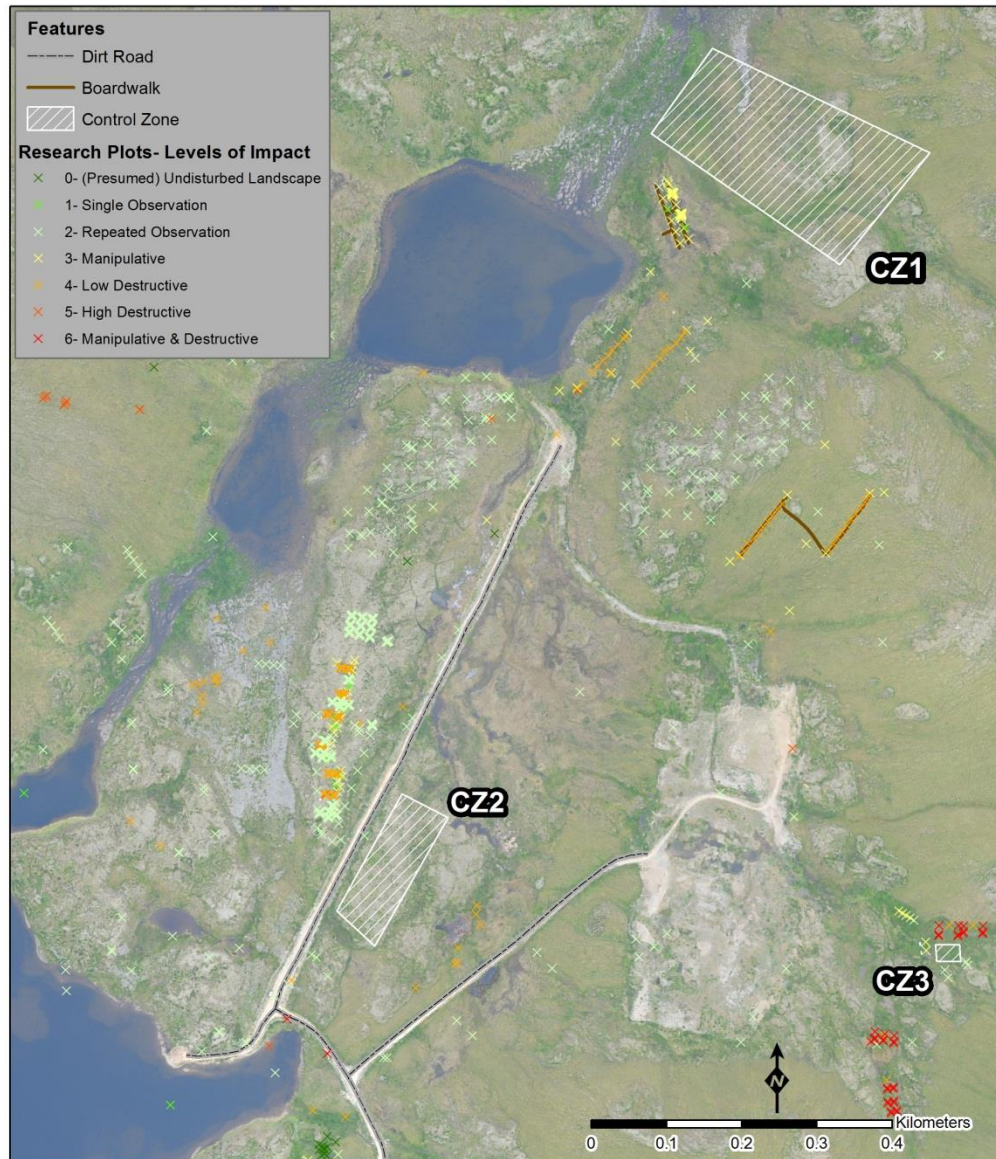 Features
Dirt Road
Boardwalk
Control Zone
Research Plots- Levels of Impact
0- (Presumed) Undisturbed Landscape
1- Single Observation
2- Repeated Observation
3- Manipulative
4- Low Destructive
5- High Destructive
6- Manipulative & Destructive
CZ1
CZ2
CZ3
N
Kilometers
0 0.1 0.2 0.3 0.4